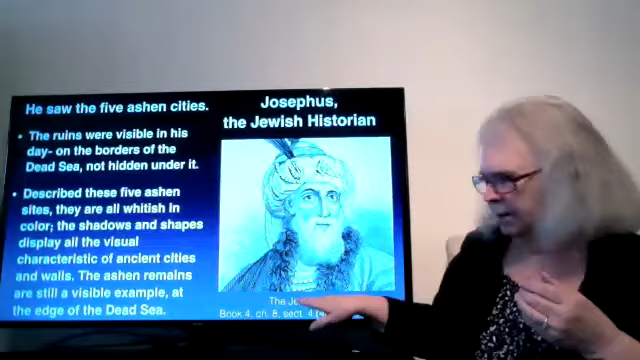 He saw the five ashen cities.
• The ruins were visible in his
day- on the borders of the
Dead Sea, not hidden under it.
• Described these five ashen
sites, they are all whitish in
color; the shadows and shapes
display all the visual
characteristic of ancient cities
and walls. The ashen remains
are still a visible example, at
the edge of the Dead Sea.
Josephus,
the Jewish Historian
The
Book 4, ch. 8, sect. 4